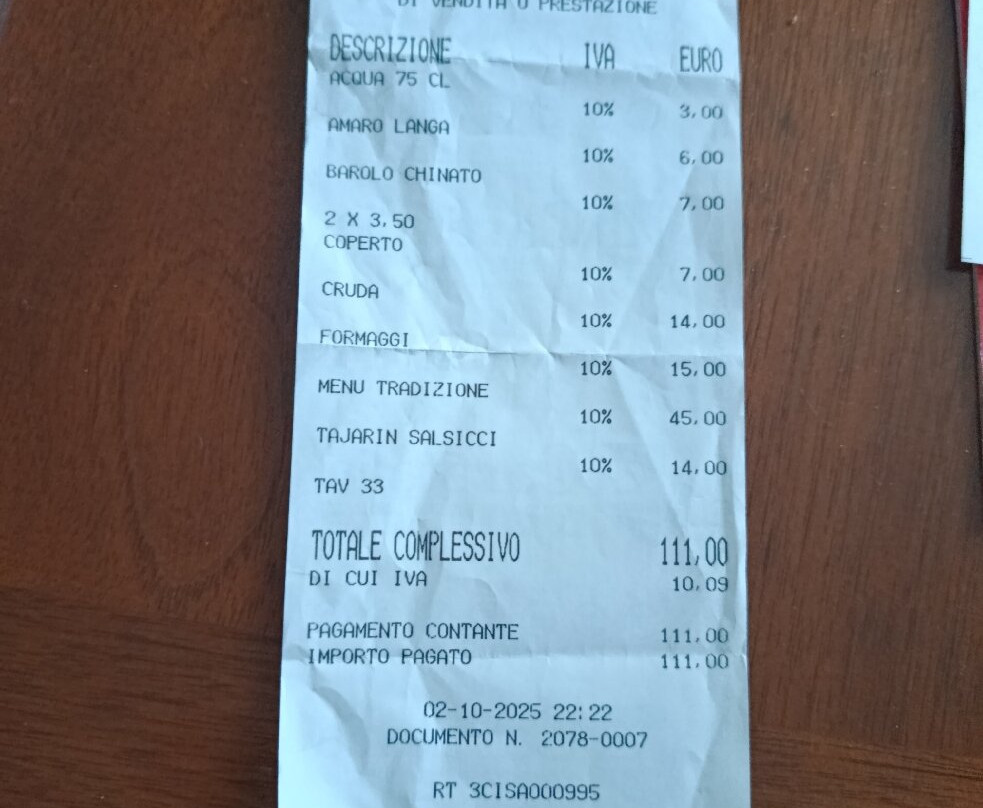 DI VENDITA O PRESTAZIONE
DESCRIZIONE IVA EURO
ACQUA 75 CL
10% 3,00
AMARO LANGA
10% 6,00
BAROLO CHINATO
10% 7,00
2 X 3,50
COPERTO
10% 7,00
CRUDA
10% 14,00
FORMAGGI
10% 15,00
MENU TRADIZIONE
10% 45,00
TAJARIN SALSICCI
10% 14,00
TAV 33
TOTALE COMPLESSIVO 111,00
DI CUI IVA 10,09
PAGAMENTO CONTANTE 111,00
IMPORTO PAGATO 111,00
02-10-2025 22:22
DOCUMENTO N. 2078-0007
RT 3CISA000995